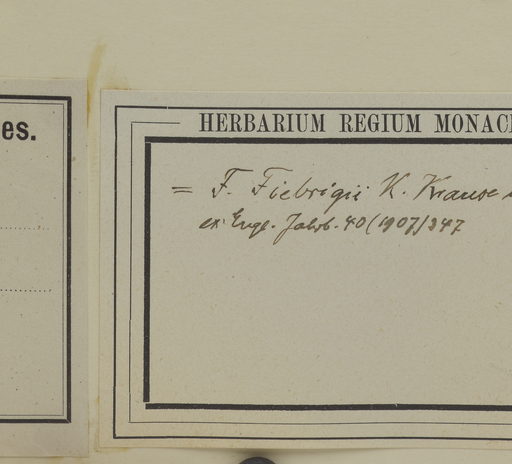 es.
HERBARIUM REGIUM MONAC
= F. Fiebrigii K. Krause
ex Engl. Jahrb. 40 (1907) 347